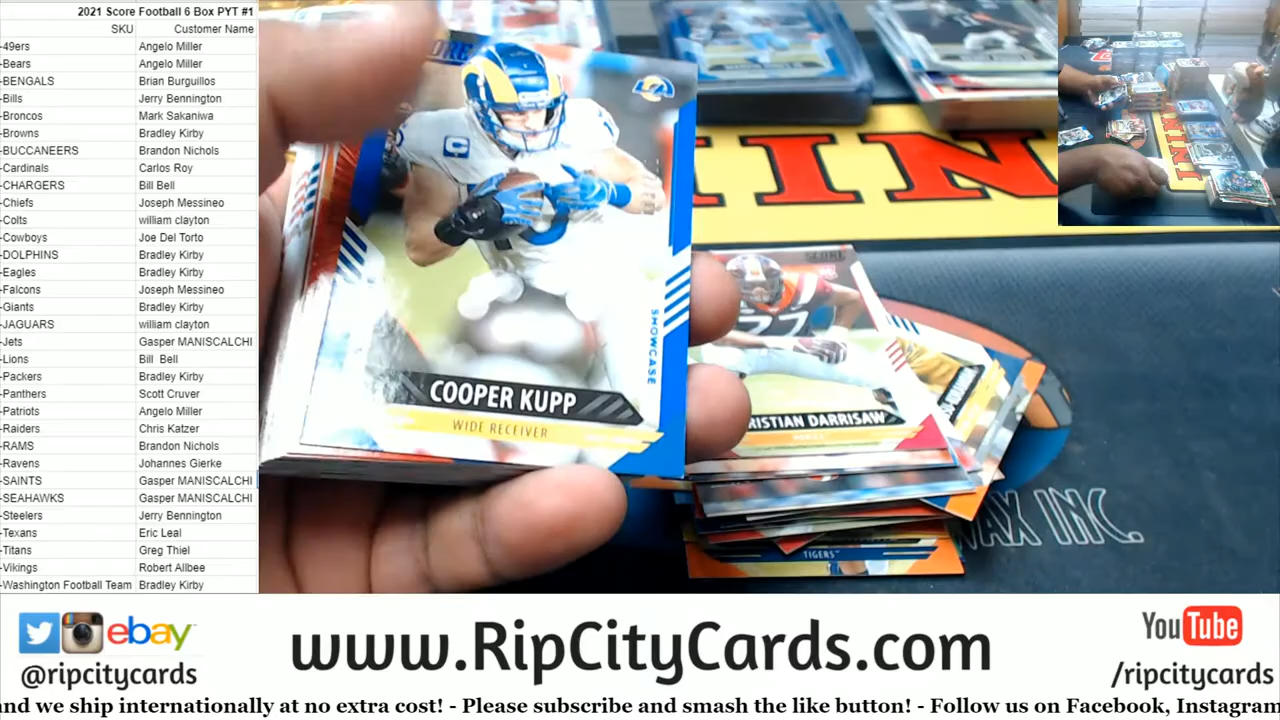 2021 Score Football 6 Box PYT #1
SKU Customer Name
-49ers Angelo Miller
-Bears Angelo Miller
-BENGALS Brian Burguillos
-Bills Jerry Bennington
-Broncos Mark Sakaniwa
-Browns Bradley Kirby
-BUCCANEERS Brandon Nichols
-Cardinals Carlos Roy
-CHARGERS Bill Bell
-Chiefs Joseph Messineo
-Colts william clayton
-Cowboys Joe Del Torto
-DOLPHINS Bradley Kirby
-Eagles Bradley Kirby
-Falcons Joseph Messineo
-Giants Bradley Kirby
-JAGUARS william clayton
-Jets Gasper MANISCALCHI
-Lions Bill Bell
-Packers Bradley Kirby
-Panthers Scott Cruver
-Patriots Angelo Miller
-Raiders Chris Katzer
-RAMS Brandon Nichols
-Ravens Johannes Gierke
-SAINTS Gasper MANISCALCHI
-SEAHAWKS Gasper MANISCALCHI
-Steelers Jerry Bennington
-Texans Eric Leal
-Titans Greg Thiel
-Vikings Robert Allbee
-Washington Football Team Bradley Kirby
C
SHOWCASE
COOPER KUPP
WIDE RECEIVER
INI
SCORE
RISTIAN DARRISAW
TIGERS
WAX INC.
ebay
@ripcitycards
www.RipCityCards.com
YouTube
/ripcitycards
and we ship internationally at no extra cost! - Please subscribe and smash the like button! - Follow us on Facebook, Instagram